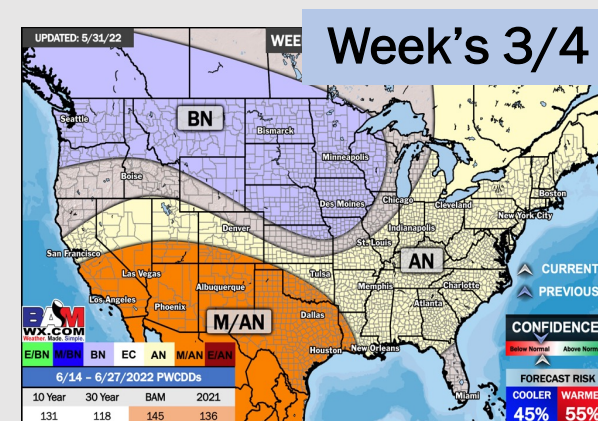 UPDATED: 5/31/22
WEE
Week's 3/4
Seattle
BN
Bismarck
Minneapolis
Boise
Des Moines
Chicago
Cleveland
Boston
New York City
Denver
Indianapolis
San Francisco
St. Louis
AN
CURRENT
Las Vegas
Tulsa
Memphis
Charlotte
PREVIOUS
Albuquerque
Los Angeles
Phoenix
Dallas
Atlanta
M/AN
BAM
WX.COM
Weather. Made. Simple.
CONFIDENCE
Below Normal
Above Norm
Houston
New Orleans
E/BN M/BN BN EC AN M/AN E/AN
6/14 – 6/27/2022 PWCDDs
FORECAST RISK
Miami
10 Year 30 Year BAM 2021
COOLER WARME
131 118 145 136
45% 55%